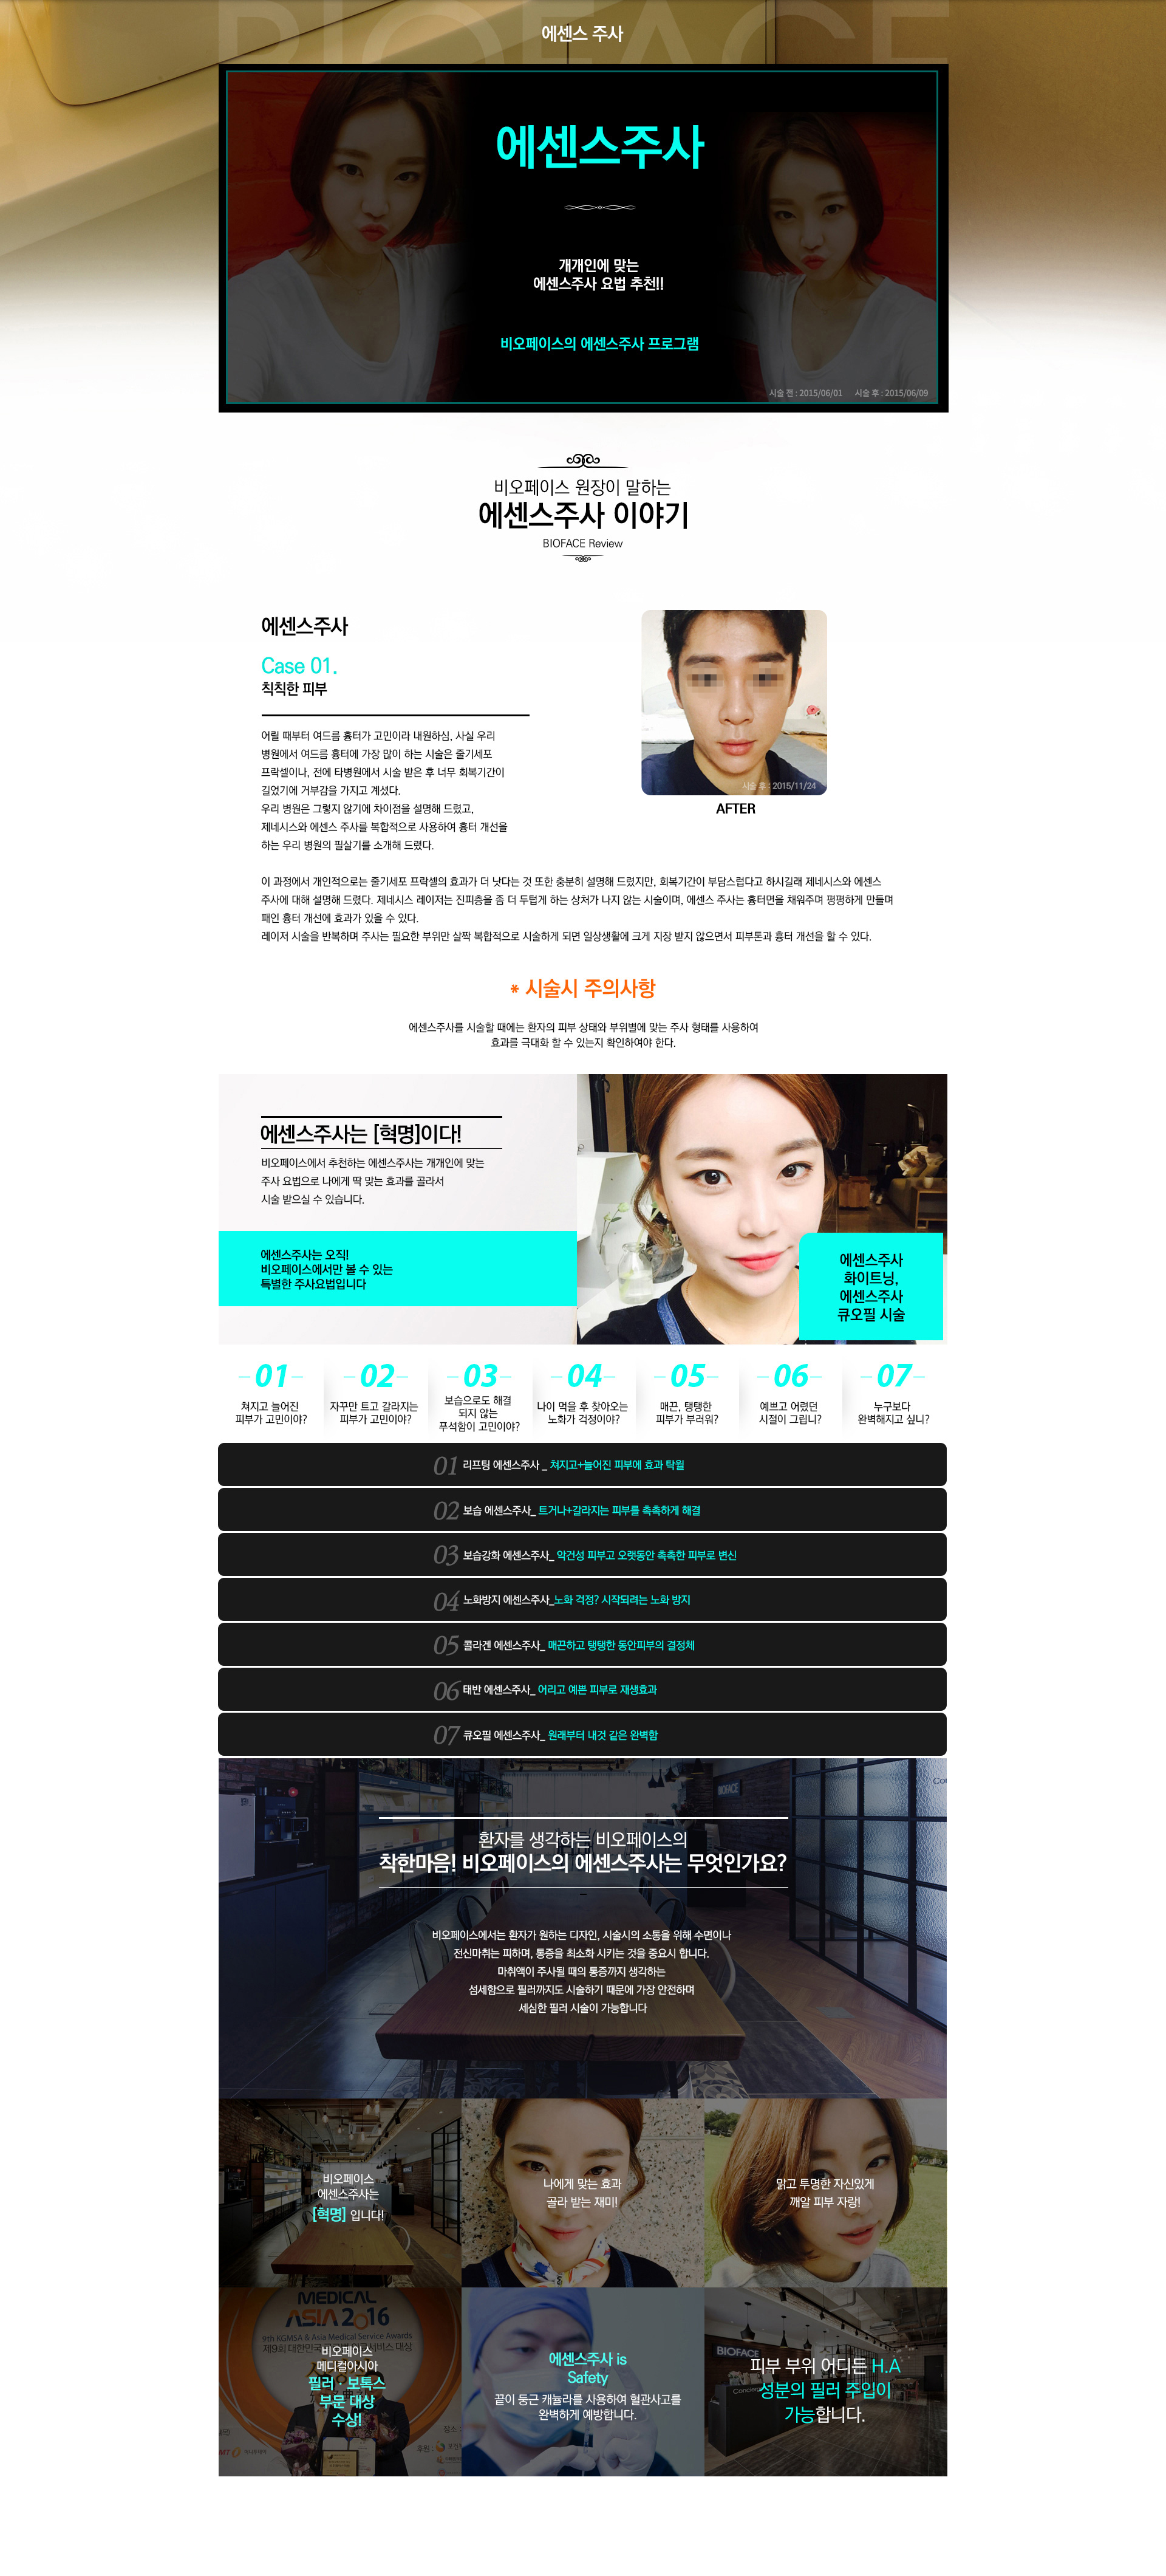 BIOFACE
에센스 주사
에센스주사
개개인에 맞는
에센스주사 요법 추천!!
비오페이스의 에센스주사 프로그램
시술 전 : 2015/06/01 시술 후 : 2015/06/09
비오페이스 원장이 말하는
에센스주사 이야기
BIOFACE Review
에센스주사
Case 01.
칙칙한 피부
어릴 때부터 여드름 흉터가 고민이라 내원하심, 사실 우리
병원에서 여드름 흉터에 가장 많이 하는 시술은 줄기세포
프락셀이나, 전에 타병원에서 시술 받은 후 너무 회복기간이
길었기에 거부감을 가지고 계셨다.
우리 병원은 그렇지 않기에 차이점을 설명해 드렸고,
제네시스와 에센스 주사를 복합적으로 사용하여 흉터 개선을
하는 우리 병원의 필살기를 소개해 드렸다.
시술 후 : 2015/11/24
AFTER
이 과정에서 개인적으로는 줄기세포 프락셀의 효과가 더 낫다는 것 또한 충분히 설명해 드렸지만, 회복기간이 부담스럽다고 하시길래 제네시스와 에센스
주사에 대해 설명해 드렸다. 제네시스 레이저는 진피층을 좀 더 두텁게 하는 상처가 나지 않는 시술이며, 에센스 주사는 흉터면을 채워주며 평평하게 만들며
패인 흉터 개선에 효과가 있을 수 있다.
레이저 시술을 반복하며 주사는 필요한 부위만 살짝 복합적으로 시술하게 되면 일상생활에 크게 지장 받지 않으면서 피부톤과 흉터 개선을 할 수 있다.
* 시술시 주의사항
에센스주사를 시술할 때에는 환자의 피부 상태와 부위별에 맞는 주사 형태를 사용하여
효과를 극대화 할 수 있는지 확인하여야 한다.
에센스주사는 [혁명]이다!
비오페이스에서 추천하는 에센스주사는 개개인에 맞는
주사 요법으로 나에게 딱 맞는 효과를 골라서
시술 받으실 수 있습니다.
에센스주사는 오직!
비오페이스에서만 볼 수 있는
특별한 주사요법입니다
에센스주사
화이트닝,
에센스주사
큐오필 시술
01
쳐지고 늘어진
피부가 고민이야?
02
자꾸만 트고 갈라지는
피부가 고민이야?
03
보습으로도 해결
되지 않는
푸석함이 고민이야?
04
나이 먹을 후 찾아오는
노화가 걱정이야?
05
매끈, 탱탱한
피부가 부러워?
06
예쁘고 어렸던
시절이 그립니?
07
누구보다
완벽해지고 싶니?
01 리프팅 에센스주사 _ 쳐지고+늘어진 피부에 효과 탁월
02 보습 에센스주사_ 트거나+갈라지는 피부를 촉촉하게 해결
03 보습강화 에센스주사_ 악건성 피부고 오랫동안 촉촉한 피부로 변신
04 노화방지 에센스주사_노화 걱정? 시작되려는 노화 방지
05 콜라겐 에센스주사_ 매끈하고 탱탱한 동안피부의 결정체
06 태반 에센스주사_ 어리고 예쁜 피부로 재생효과
07 큐오필 에센스주사_ 원래부터 내것 같은 완벽함
BIOFACE
환자를 생각하는 비오페이스의
착한마음! 비오페이스의 에센스주사는 무엇인가요?
비오페이스에서는 환자가 원하는 디자인, 시술시의 소통을 위해 수면이나
전신마취는 피하며, 통증을 최소화 시키는 것을 중요시 합니다.
마취액이 주사될 때의 통증까지 생각하는
섬세함으로 필러까지도 시술하기 때문에 가장 안전하며
세심한 필러 시술이 가능합니다
비오페이스
에센스주사는
[혁명] 입니다!
나에게 맞는 효과
골라 받는 재미!
맑고 투명한 자신있게
깨알 피부 자랑!
MEDICAL
ASIA 2016
9th KGMSA & Asia Medical Service Awards
비오페이스
메디컬아시아
필러 · 보톡스
부문 대상
수상!
에센스주사 is
Safety
끝이 둥근 캐뉼라를 사용하여 혈관사고를
완벽하게 예방합니다.
BIOFACE
피부 부위 어디든 H.A
성분의 필러 주입이
가능합니다.